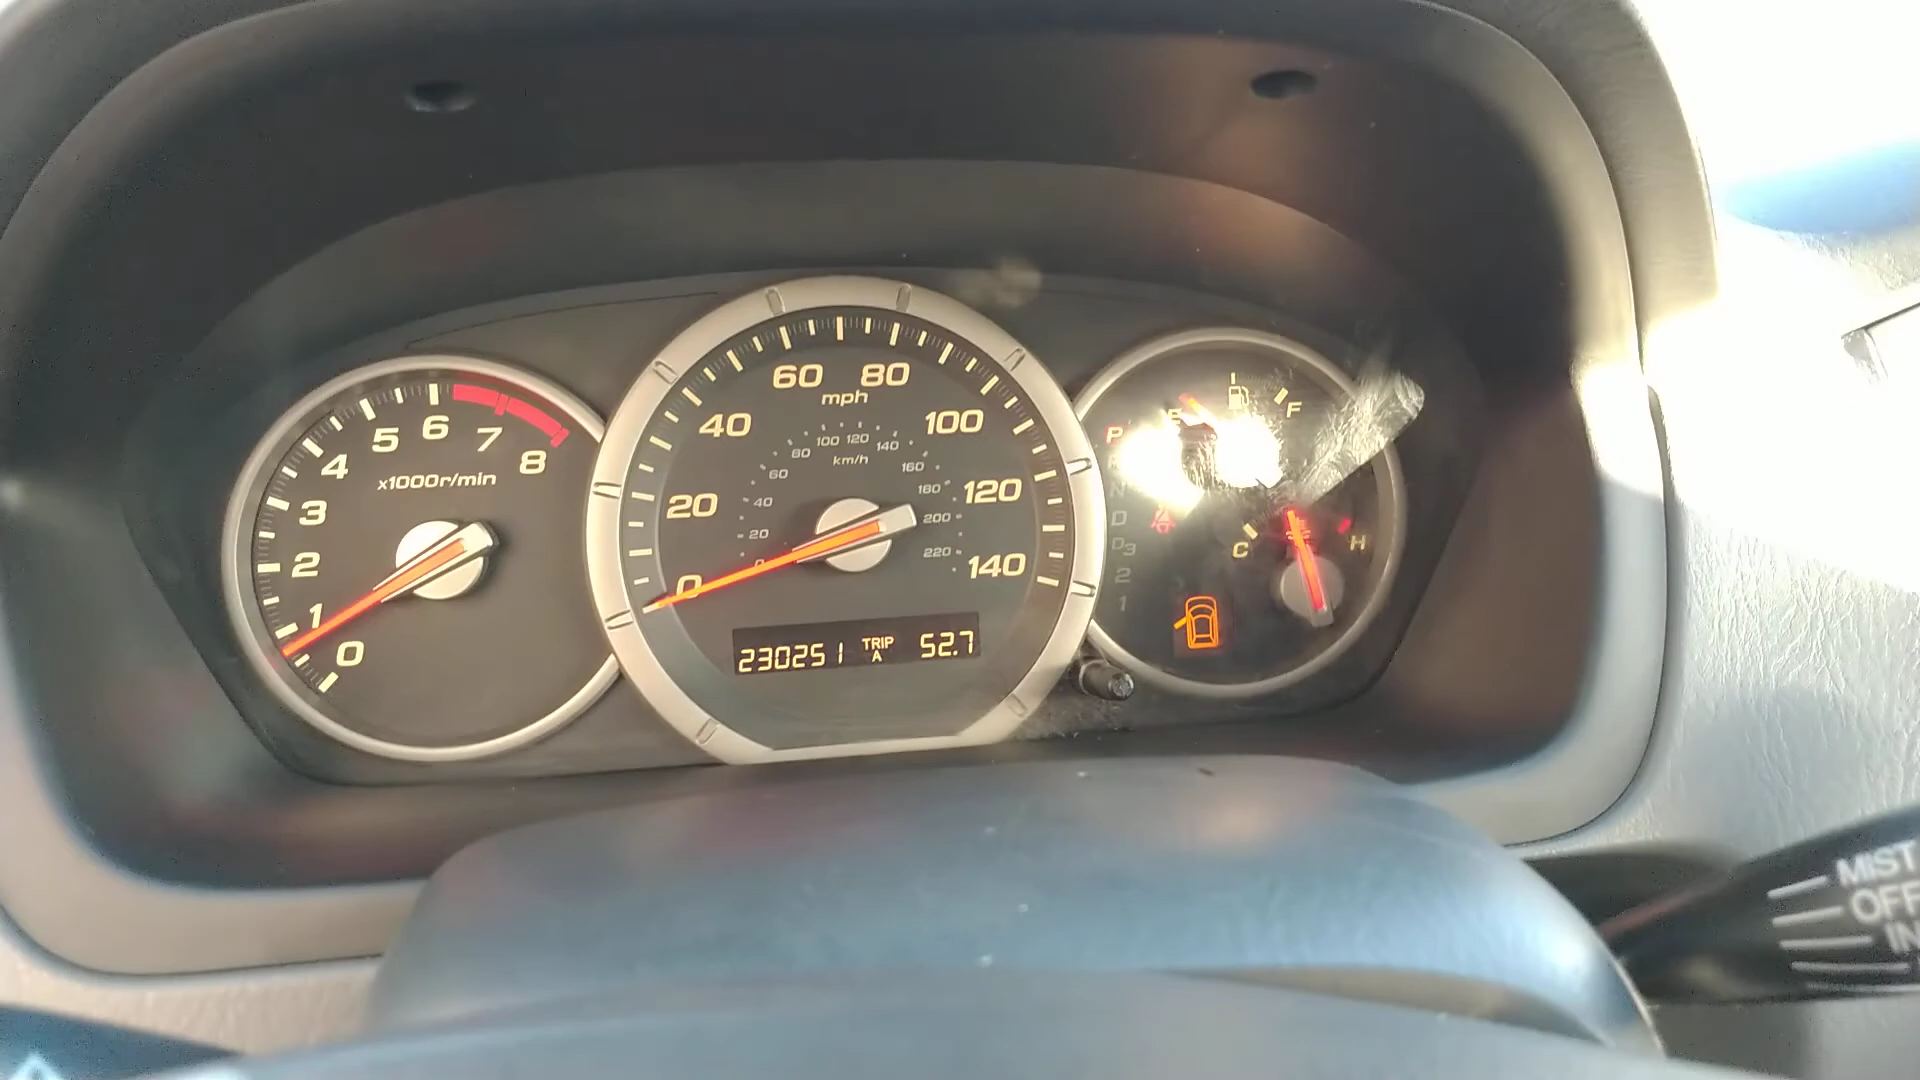 0 1 2 3 4 5 6 7 8
x1000r/min
0 20 40 60 80 100 120 140
mph
20 40 60 80 100 120 140 160 180 200 220
km/h
230251 TRIP A 52.7
E F
P
N
D
D3
2
1
C H
MIST
OFF